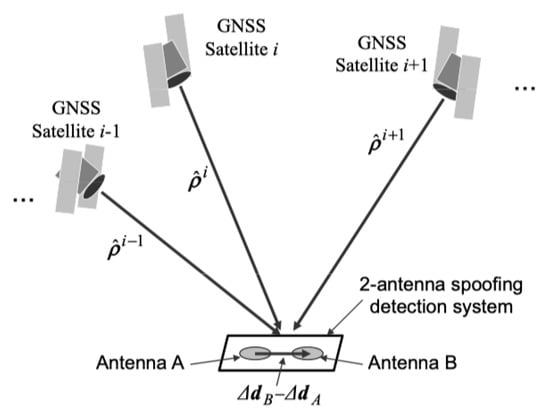 GNSS
Satellite i
GNSS
Satellite i+1
...
GNSS
Satellite i-1
...
ρ̂ⁱ⁺¹
ρ̂ⁱ
ρ̂ⁱ⁻¹
2-antenna spoofing
detection system
Antenna A
Antenna B
Δd_B–Δd_A